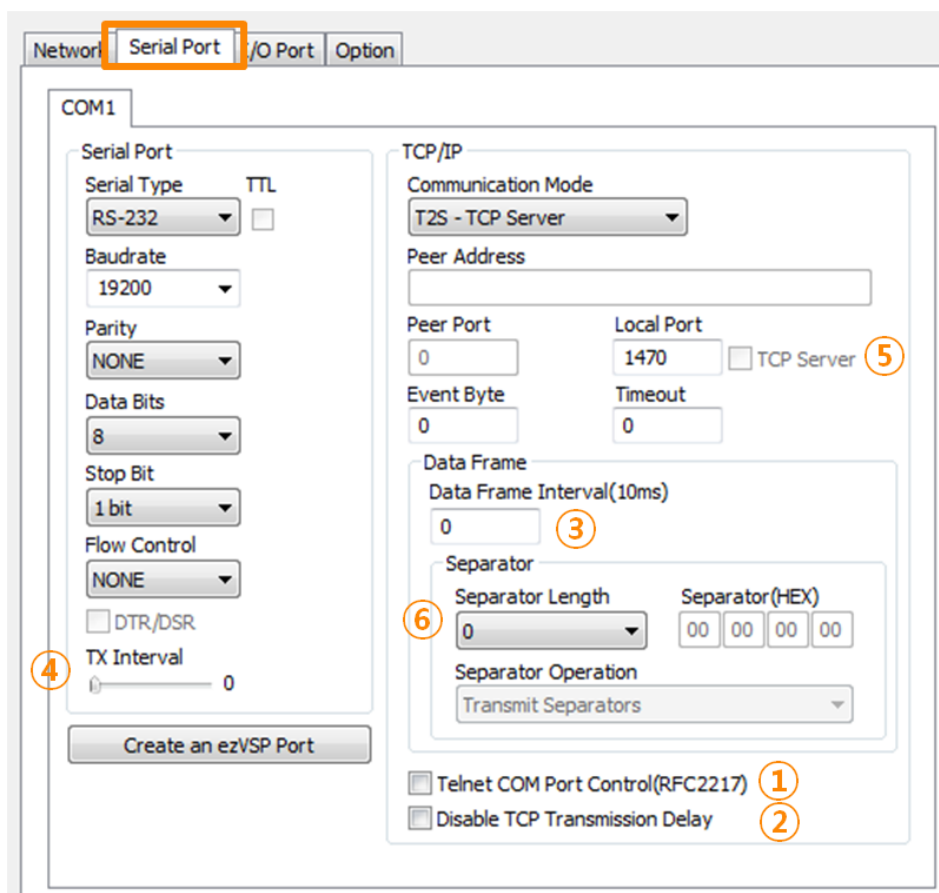 Network Serial Port I/O Port Option
COM1
Serial Port
Serial Type TTL
RS-232
Baudrate
19200
Parity
NONE
Data Bits
8
Stop Bit
1 bit
Flow Control
NONE
DTR/DSR
④ TX Interval
0
Create an ezVSP Port
TCP/IP
Communication Mode
T2S - TCP Server
Peer Address
Peer Port Local Port
0 1470 TCP Server ⑤
Event Byte Timeout
0 0
Data Frame
Data Frame Interval(10ms)
0 ③
Separator
Separator Length Separator(HEX)
⑥ 0 00 00 00 00
Separator Operation
Transmit Separators
Telnet COM Port Control(RFC2217) ①
Disable TCP Transmission Delay ②